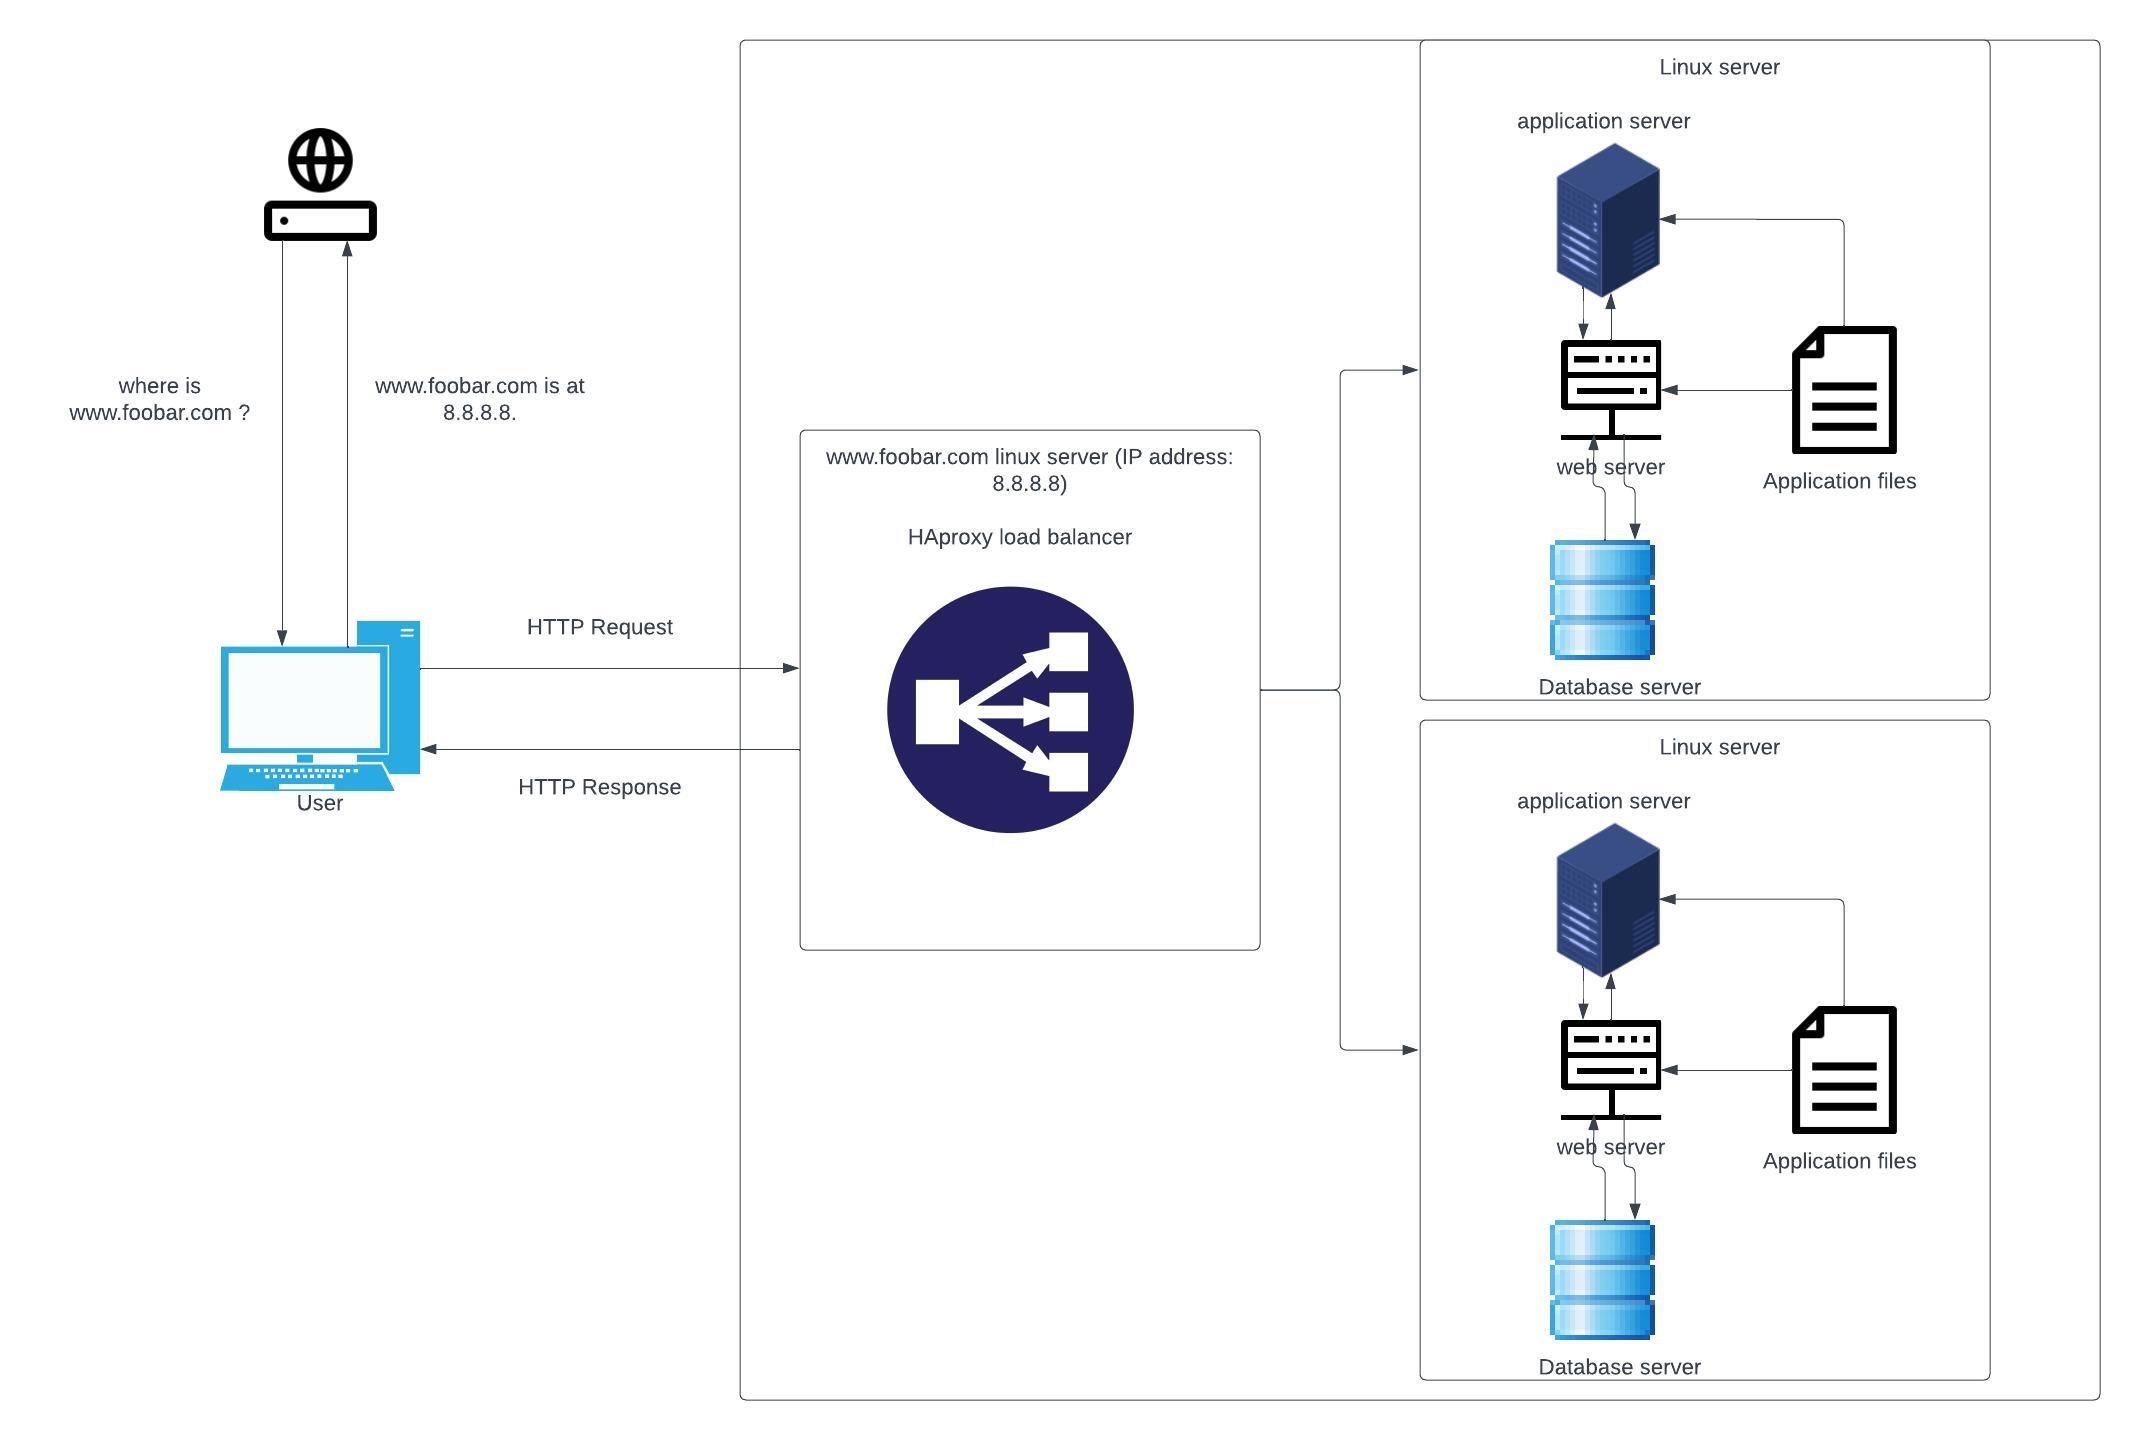 Linux server
application server
where is
www.foobar.com ?
www.foobar.com is at
8.8.8.8.
www.foobar.com linux server (IP address:
8.8.8.8)
web server
Application files
HAproxy load balancer
HTTP Request
Database server
Linux server
HTTP Response
User
application server
web server
Application files
Database server